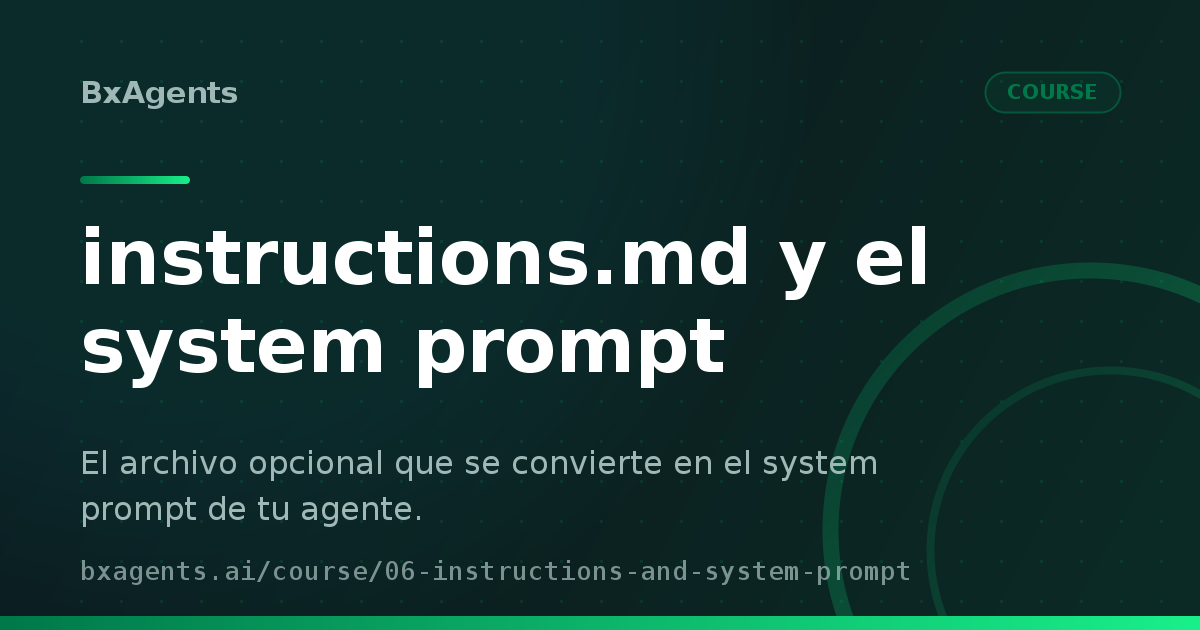 BxAgents
COURSE
instructions.md y el
system prompt
El archivo opcional que se convierte en el system
prompt de tu agente.
bxagents.ai/course/06-instructions-and-system-prompt